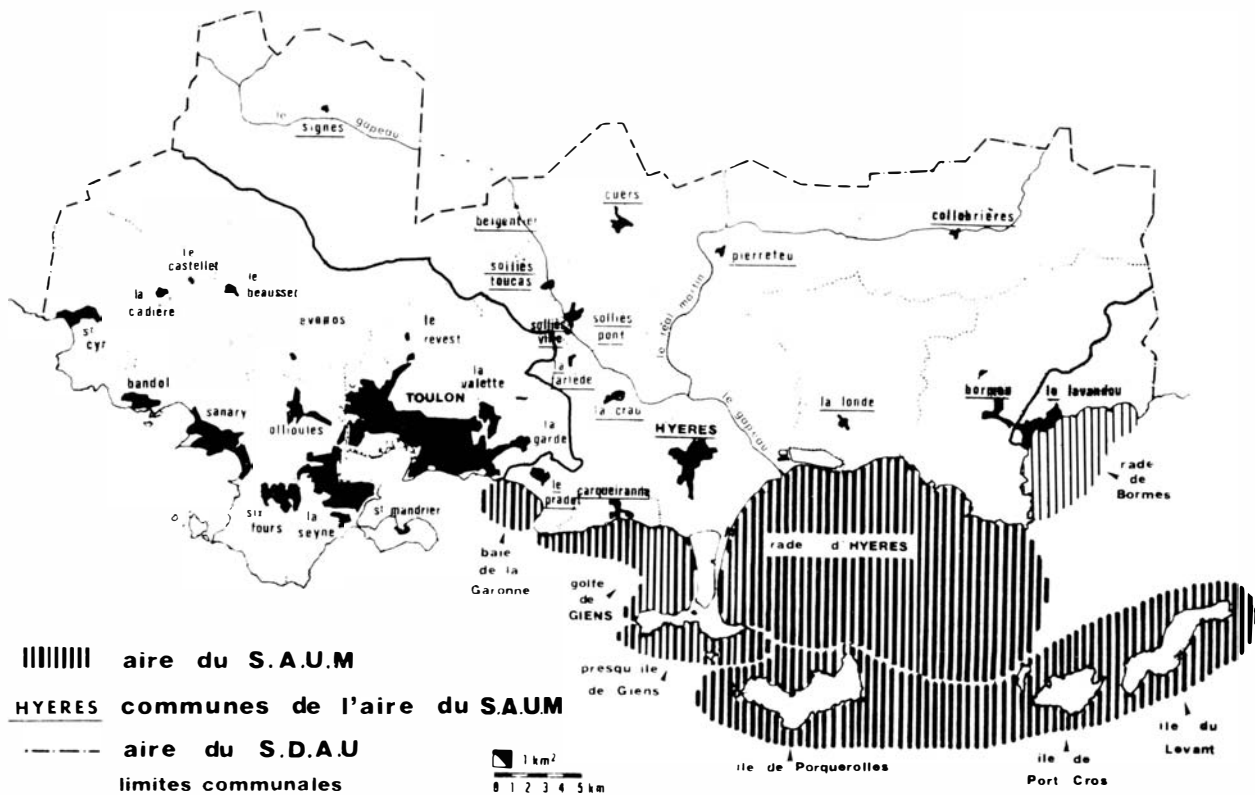 le gapeau
signes
cuers
belgentier
collobrières
pierrefeu
solliès
toucas
le
castellet
le
beausset
la
cadière
le réal martin
evenos
le
revest
solliès
ville
solliès
pont
st
cyr
la
farlède
la
valette
bandol
TOULON
la crau
le gapeau
la londe
bormes
le lavandou
sanary
ollioules
la
garde
HYERES
le
pradet
carqueiranne
rade
de
Bormes
six
fours
la
seyne
st mandrier
rade d'HYERES
baie
de la
Garonne
golfe
de
GIENS
presqu'ile
de Giens
ile de Porquerolles
ile de
Port Cros
ile du
Levant
aire du S.A.U.M
HYERES communes de l'aire du S.A.U.M
aire du S.D.A.U
limites communales
1 km²
0 1 2 3 4 5 km